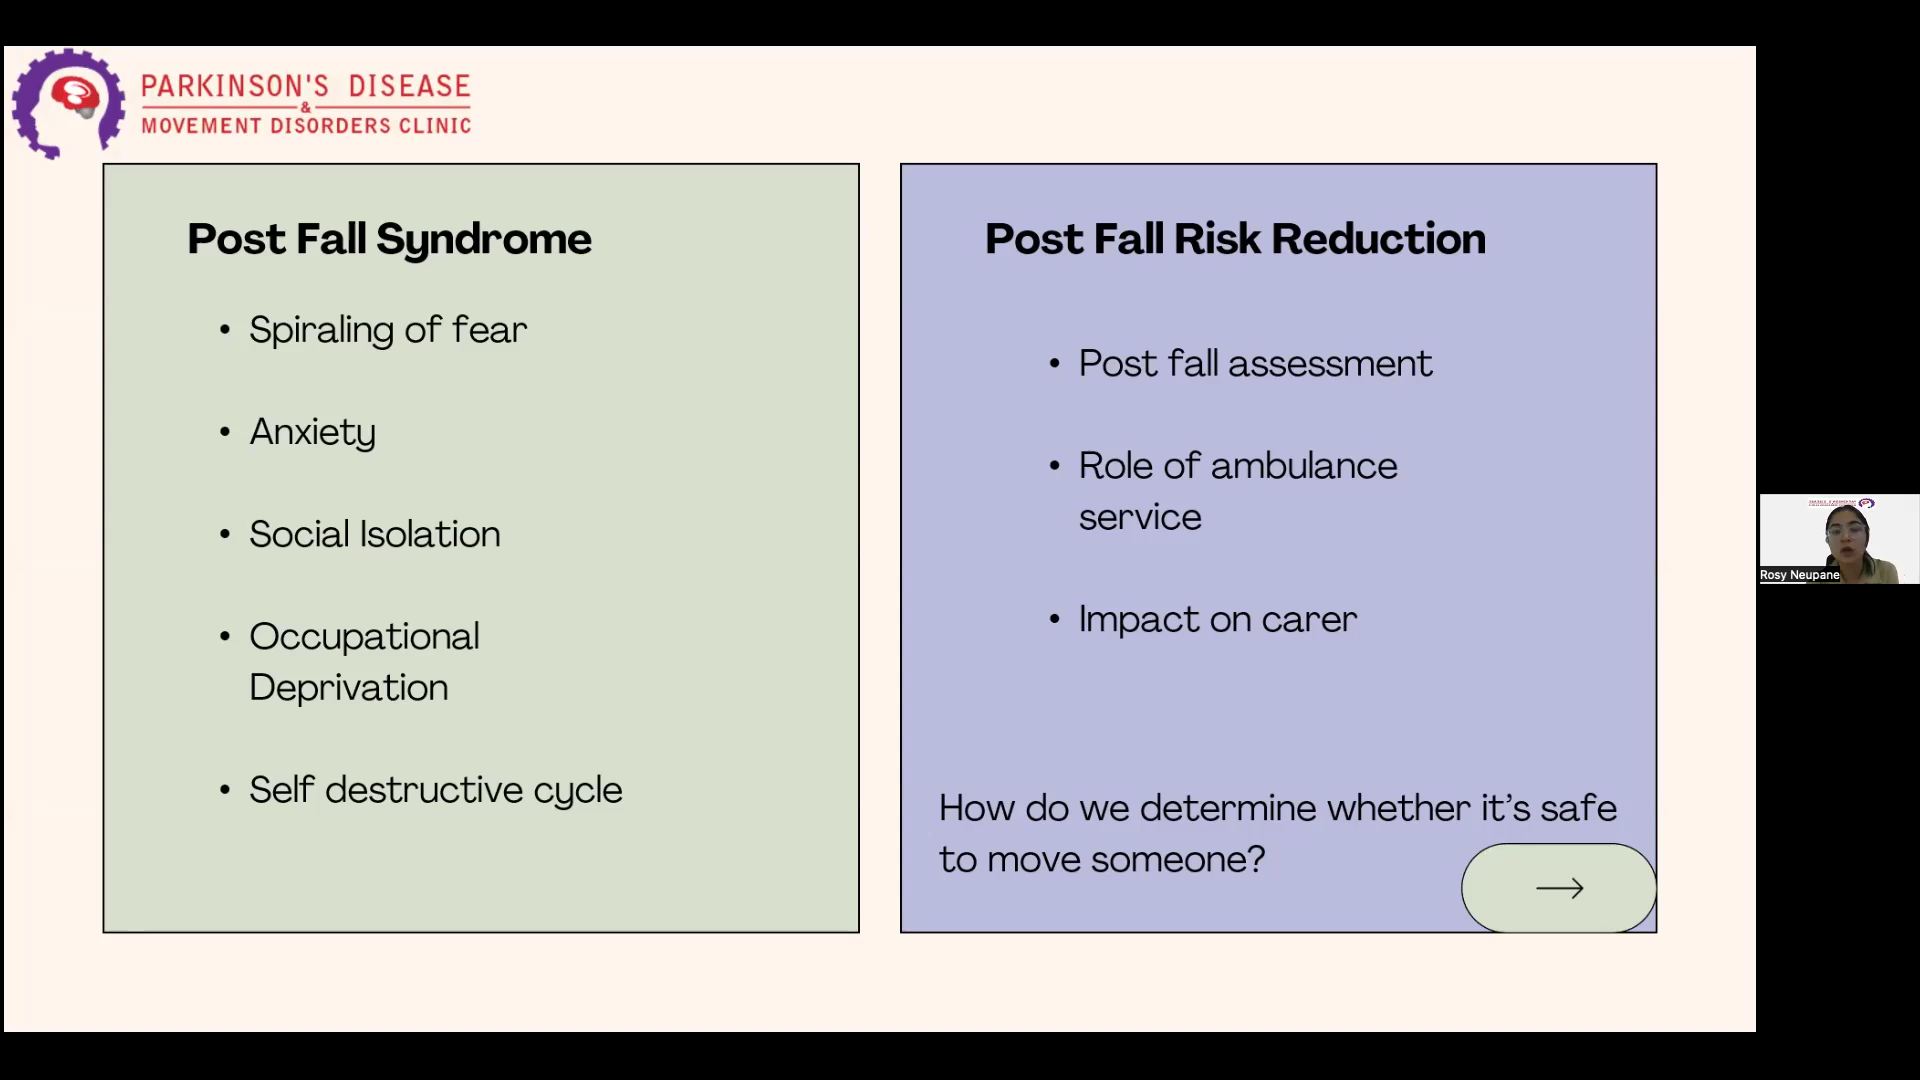 PARKINSON'S DISEASE
&
MOVEMENT DISORDERS CLINIC
Post Fall Syndrome
• Spiraling of fear
• Anxiety
• Social Isolation
• Occupational
Deprivation
• Self destructive cycle
Post Fall Risk Reduction
• Post fall assessment
• Role of ambulance
service
• Impact on carer
How do we determine whether it's safe
to move someone?
Rosy Neupane